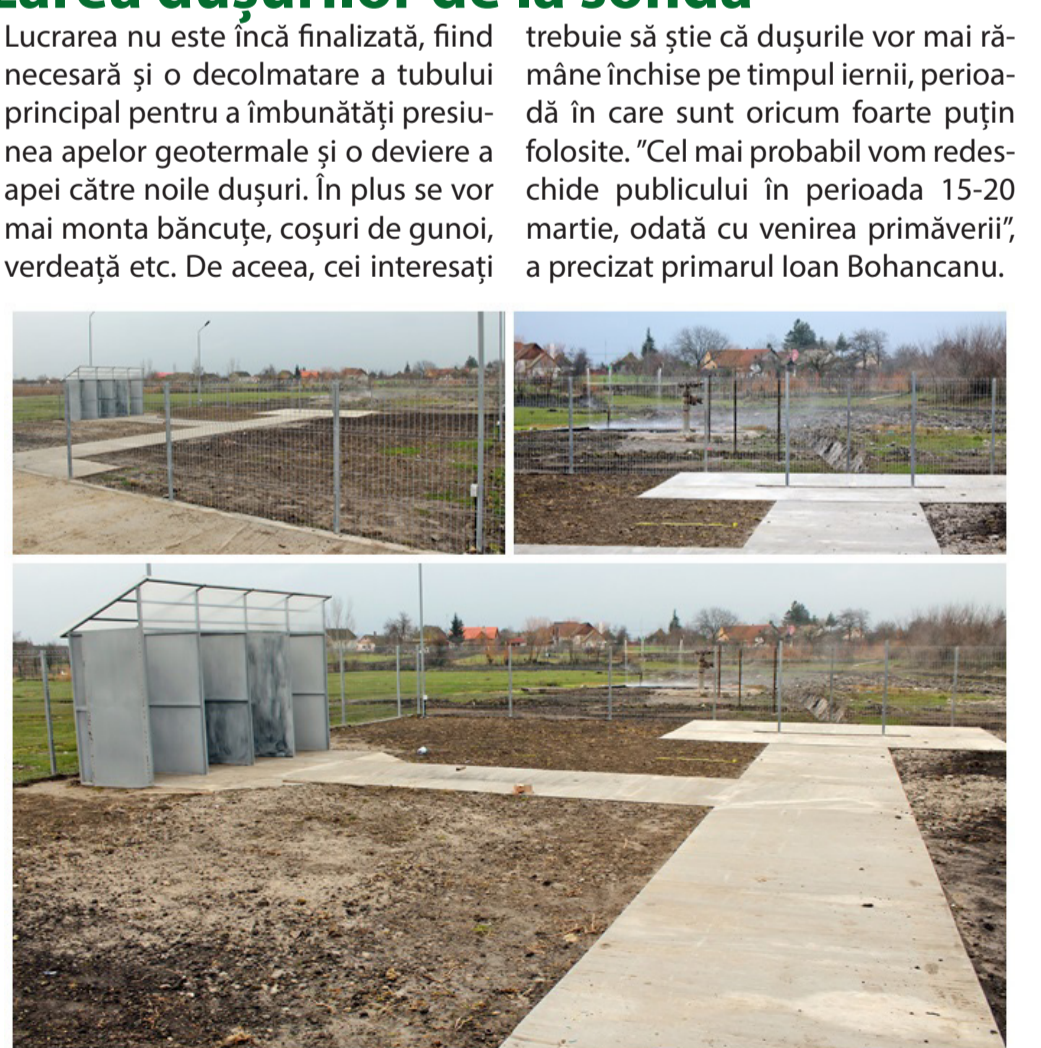 dușurilor de la sondă
Lucrarea nu este încă finalizată, fiind
necesară și o decolmatare a tubului
principal pentru a îmbunătăți presiu-
nea apelor geotermale și o deviere a
apei către noile dușuri. În plus se vor
mai monta băncuțe, coșuri de gunoi,
verdeață etc. De aceea, cei interesați
trebuie să știe că dușurile vor mai ră-
mâne închise pe timpul iernii, perioa-
dă în care sunt oricum foarte puțin
folosite. ”Cel mai probabil vom redes-
chide publicului în perioada 15-20
martie, odată cu venirea primăverii”,
a precizat primarul Ioan Bohancanu.